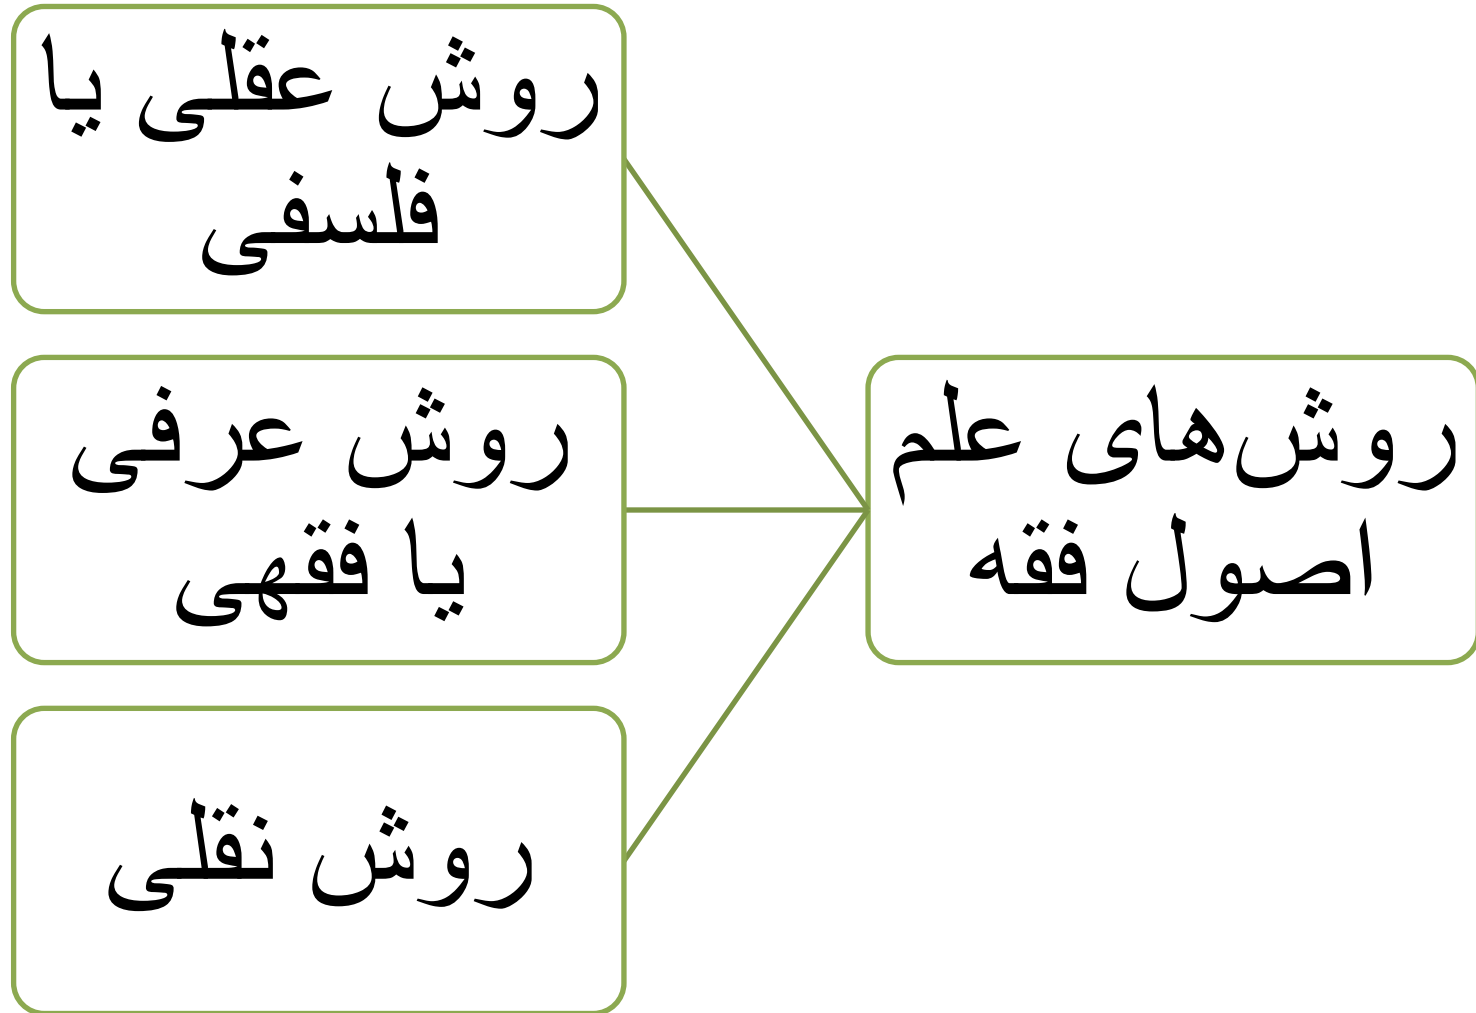 روش‌های علم
اصول فقه
روش عقلی یا
فلسفی
روش عرفی
یا فقهی
روش نقلی